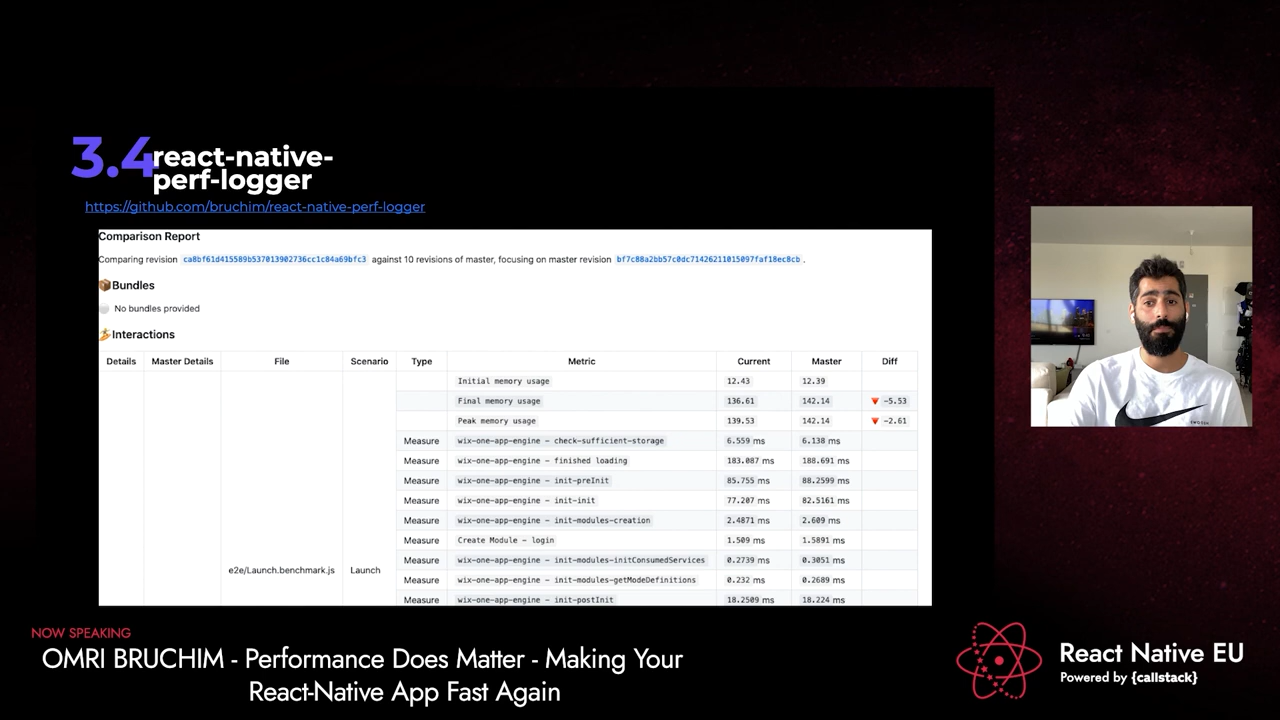 3.4 react-native-
perf-logger
https://github.com/bruchim/react-native-perf-logger
Comparison Report
Comparing revision ca8bf61d415589b537013902736cc1c84a69bfc3 against 10 revisions of master, focusing on master revision bf7c88a2bb57c0dc71426211015097faf18ec8cb .
Bundles
No bundles provided
Interactions
Details Master Details File Scenario Type Metric Current Master Diff
Initial memory usage 12.43 12.39
Final memory usage 136.61 142.14 -5.53
Peak memory usage 139.53 142.14 -2.61
Measure wix-one-app-engine - check-sufficient-storage 6.559 ms 6.138 ms
Measure wix-one-app-engine - finished loading 183.087 ms 188.691 ms
Measure wix-one-app-engine - init-preInit 85.755 ms 88.2599 ms
Measure wix-one-app-engine - init-init 77.207 ms 82.5161 ms
Measure wix-one-app-engine - init-modules-creation 2.4871 ms 2.609 ms
Measure Create Module - login 1.509 ms 1.5891 ms
Measure wix-one-app-engine - init-modules-initConsumedServices 0.2739 ms 0.3051 ms
e2e/Launch.benchmark.js Launch
Measure wix-one-app-engine - init-modules-getModeDefinitions 0.232 ms 0.2689 ms
Measure wix-one-app-engine - init-postInit 18.2509 ms 18.224 ms
NOW SPEAKING
OMRI BRUCHIM - Performance Does Matter - Making Your
React-Native App Fast Again
React Native EU
Powered by {callstack}